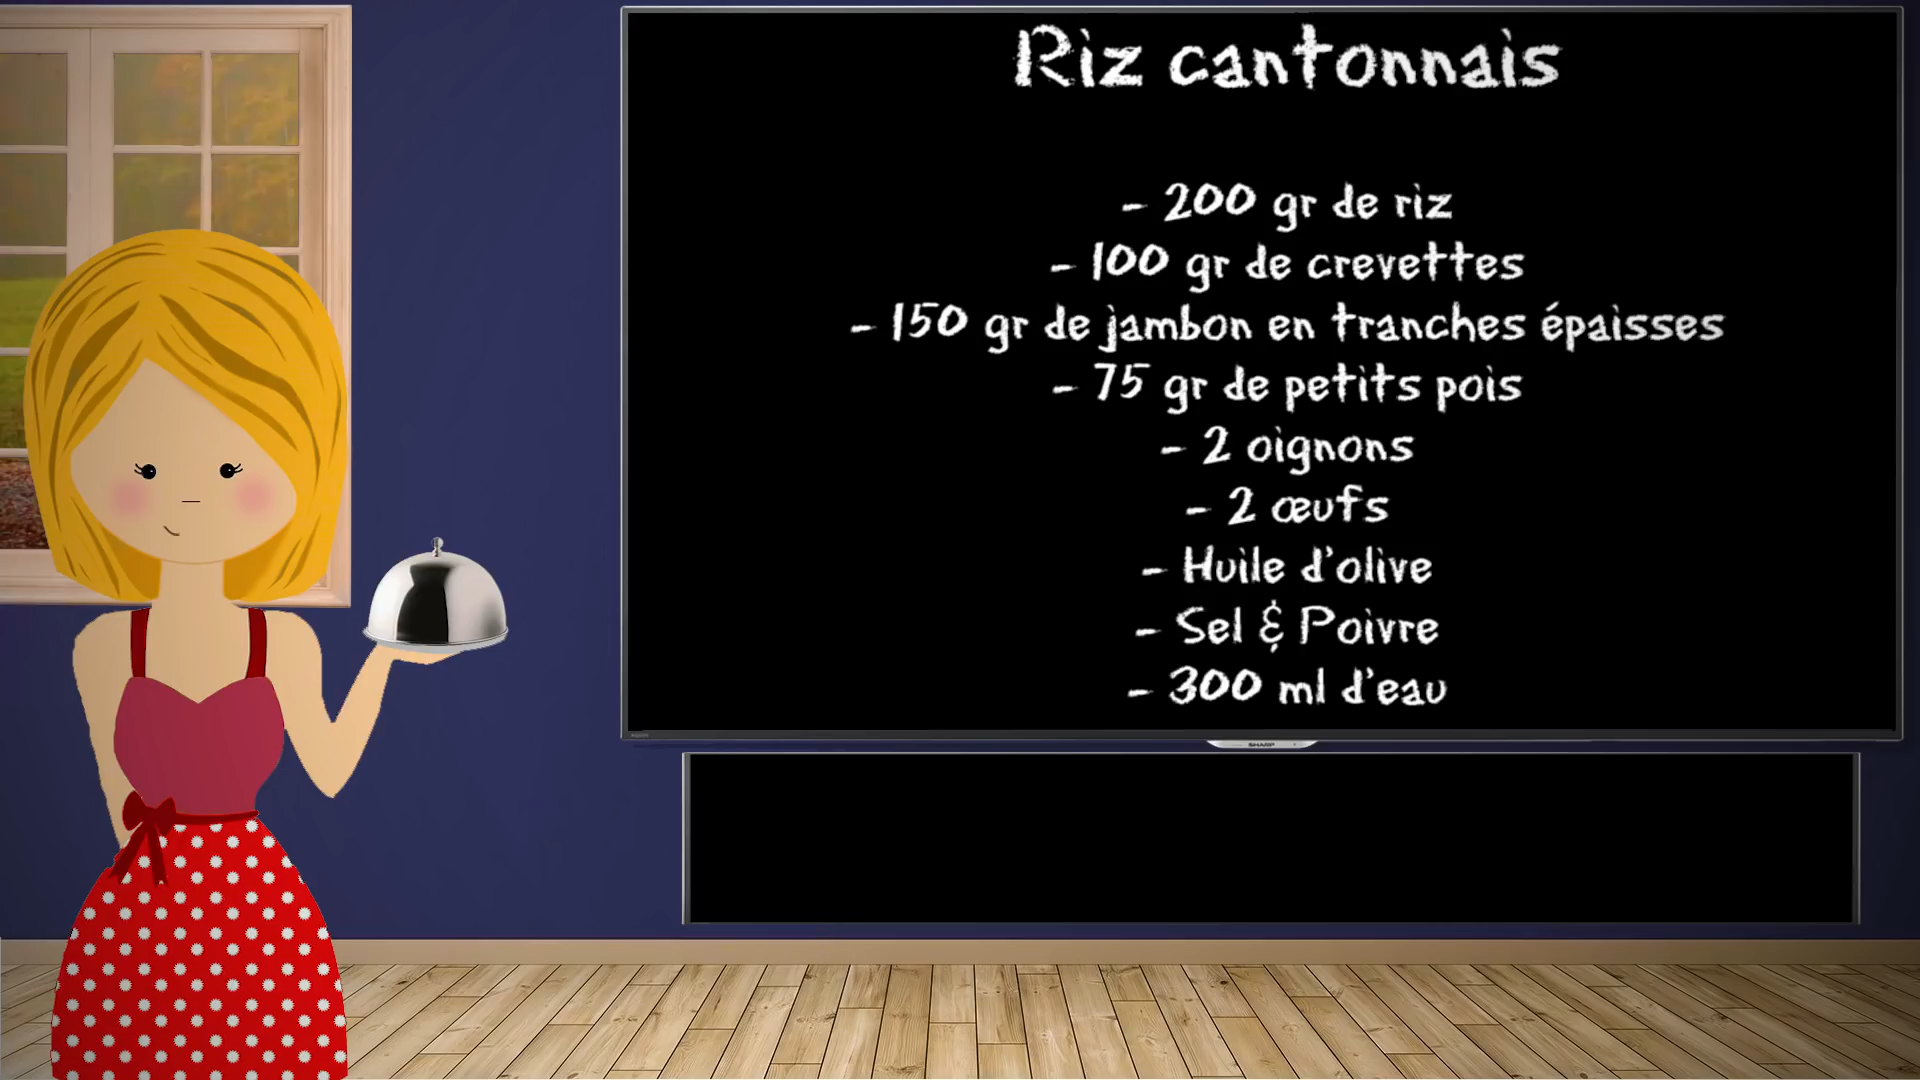 Riz cantonnais
- 200 gr de riz
- 100 gr de crevettes
- 150 gr de jambon en tranches épaisses
- 75 gr de petits pois
- 2 oignons
- 2 œufs
- Huile d'olive
- Sel & Poivre
- 300 ml d'eau
SHARP